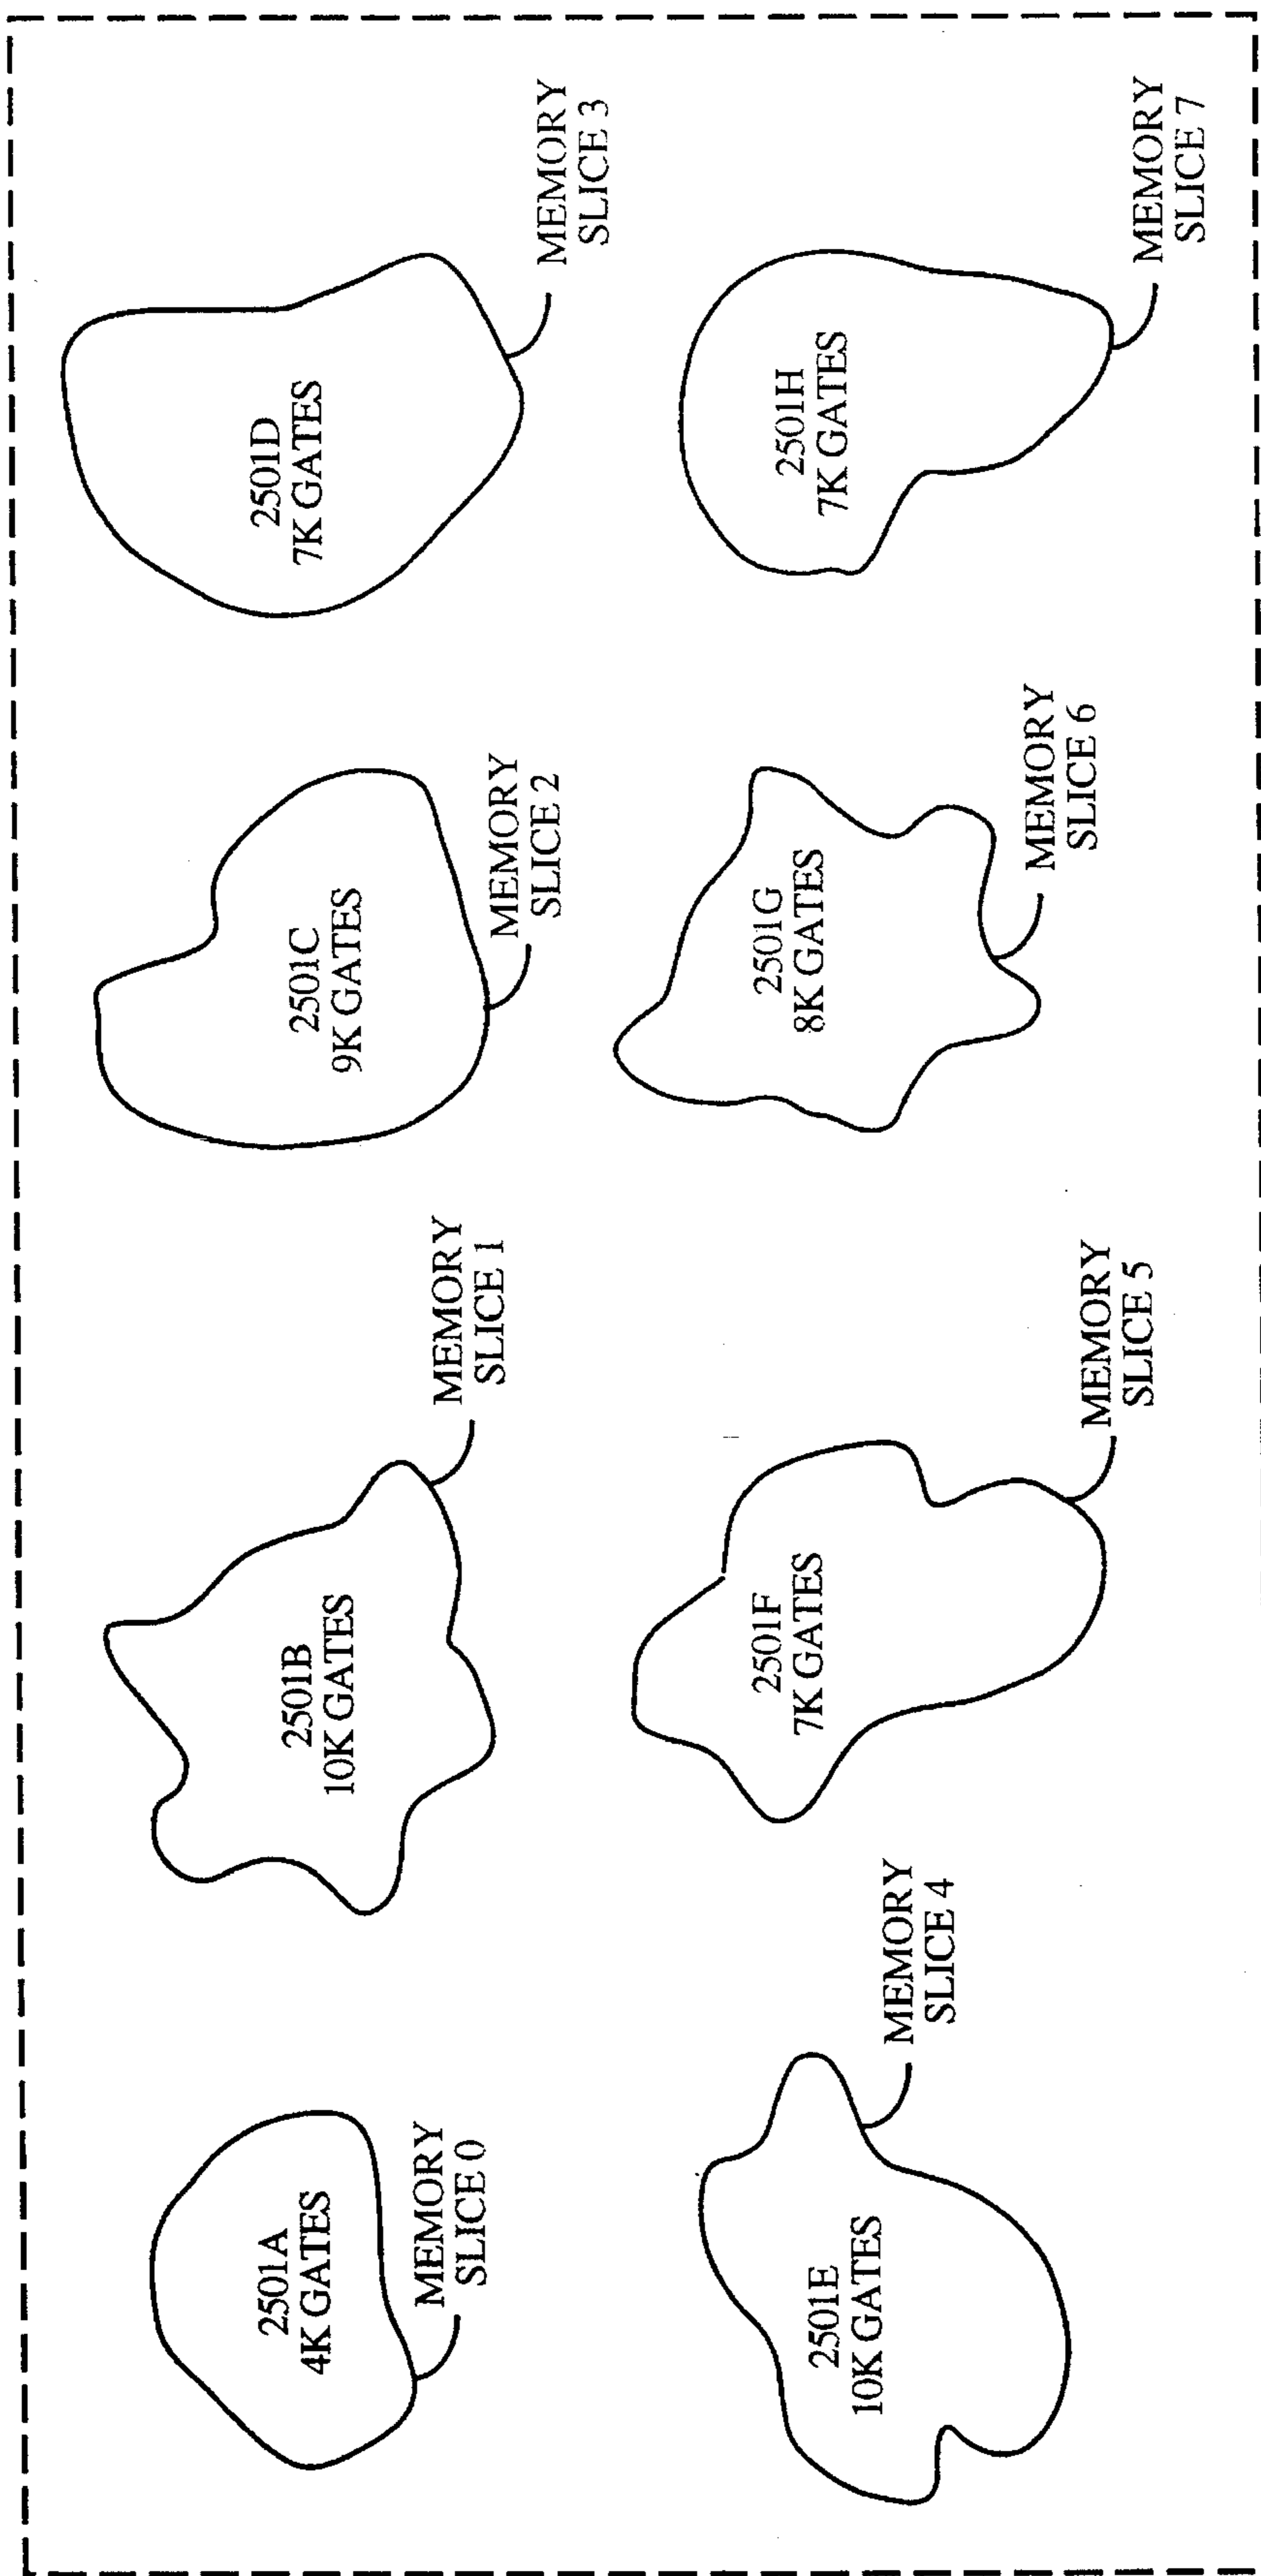 2501A
4K GATES
MEMORY
SLICE 0
2501B
10K GATES
MEMORY
SLICE 1
2501C
9K GATES
MEMORY
SLICE 2
2501D
7K GATES
MEMORY
SLICE 3
2501E
10K GATES
MEMORY
SLICE 4
2501F
7K GATES
MEMORY
SLICE 5
2501G
8K GATES
MEMORY
SLICE 6
2501H
7K GATES
MEMORY
SLICE 7